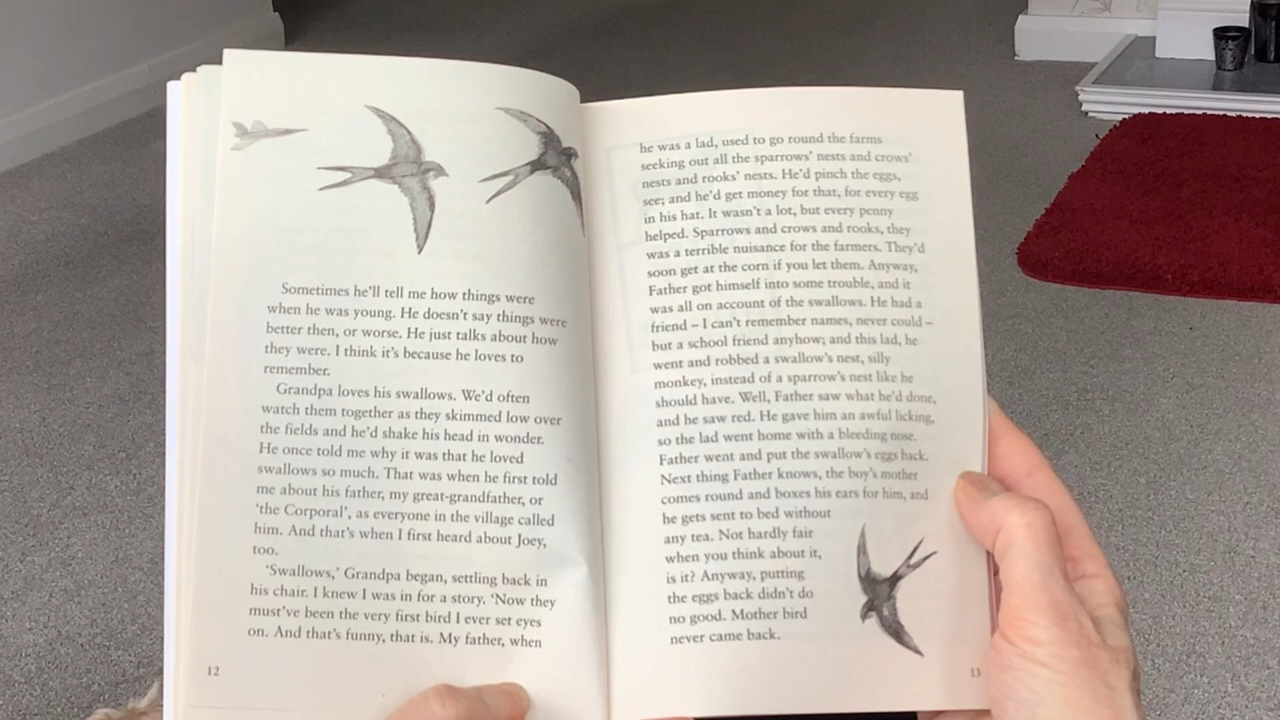 Sometimes he'll tell me how things were
when he was young. He doesn't say things were
better then, or worse. He just talks about how
they were. I think it's because he loves to
remember.
Grandpa loves his swallows. We'd often
watch them together as they skimmed low over
the fields and he'd shake his head in wonder.
He once told me why it was that he loved
swallows so much. That was when he first told
me about his father, my great-grandfather, or
'the Corporal', as everyone in the village called
him. And that's when I first heard about Joey,
too.
'Swallows,' Grandpa began, settling back in
his chair. I knew I was in for a story. 'Now they
must've been the very first bird I ever set eyes
on. And that's funny, that is. My father, when
12
he was a lad, used to go round the farms
seeking out all the sparrows' nests and crows'
nests and rooks' nests. He'd pinch the eggs,
see; and he'd get money for that, for every egg
in his hat. It wasn't a lot, but every penny
helped. Sparrows and crows and rooks, they
was a terrible nuisance for the farmers. They'd
soon get at the corn if you let them. Anyway,
Father got himself into some trouble, and it
was all on account of the swallows. He had a
friend – I can't remember names, never could –
but a school friend anyhow; and this lad, he
went and robbed a swallow's nest, silly
monkey, instead of a sparrow's nest like he
should have. Well, Father saw what he'd done,
and he saw red. He gave him an awful licking,
so the lad went home with a bleeding nose.
Father went and put the swallow's eggs back.
Next thing Father knows, the boy's mother
comes round and boxes his ears for him, and
he gets sent to bed without
any tea. Not hardly fair
when you think about it,
is it? Anyway, putting
the eggs back didn't do
no good. Mother bird
never came back.
13